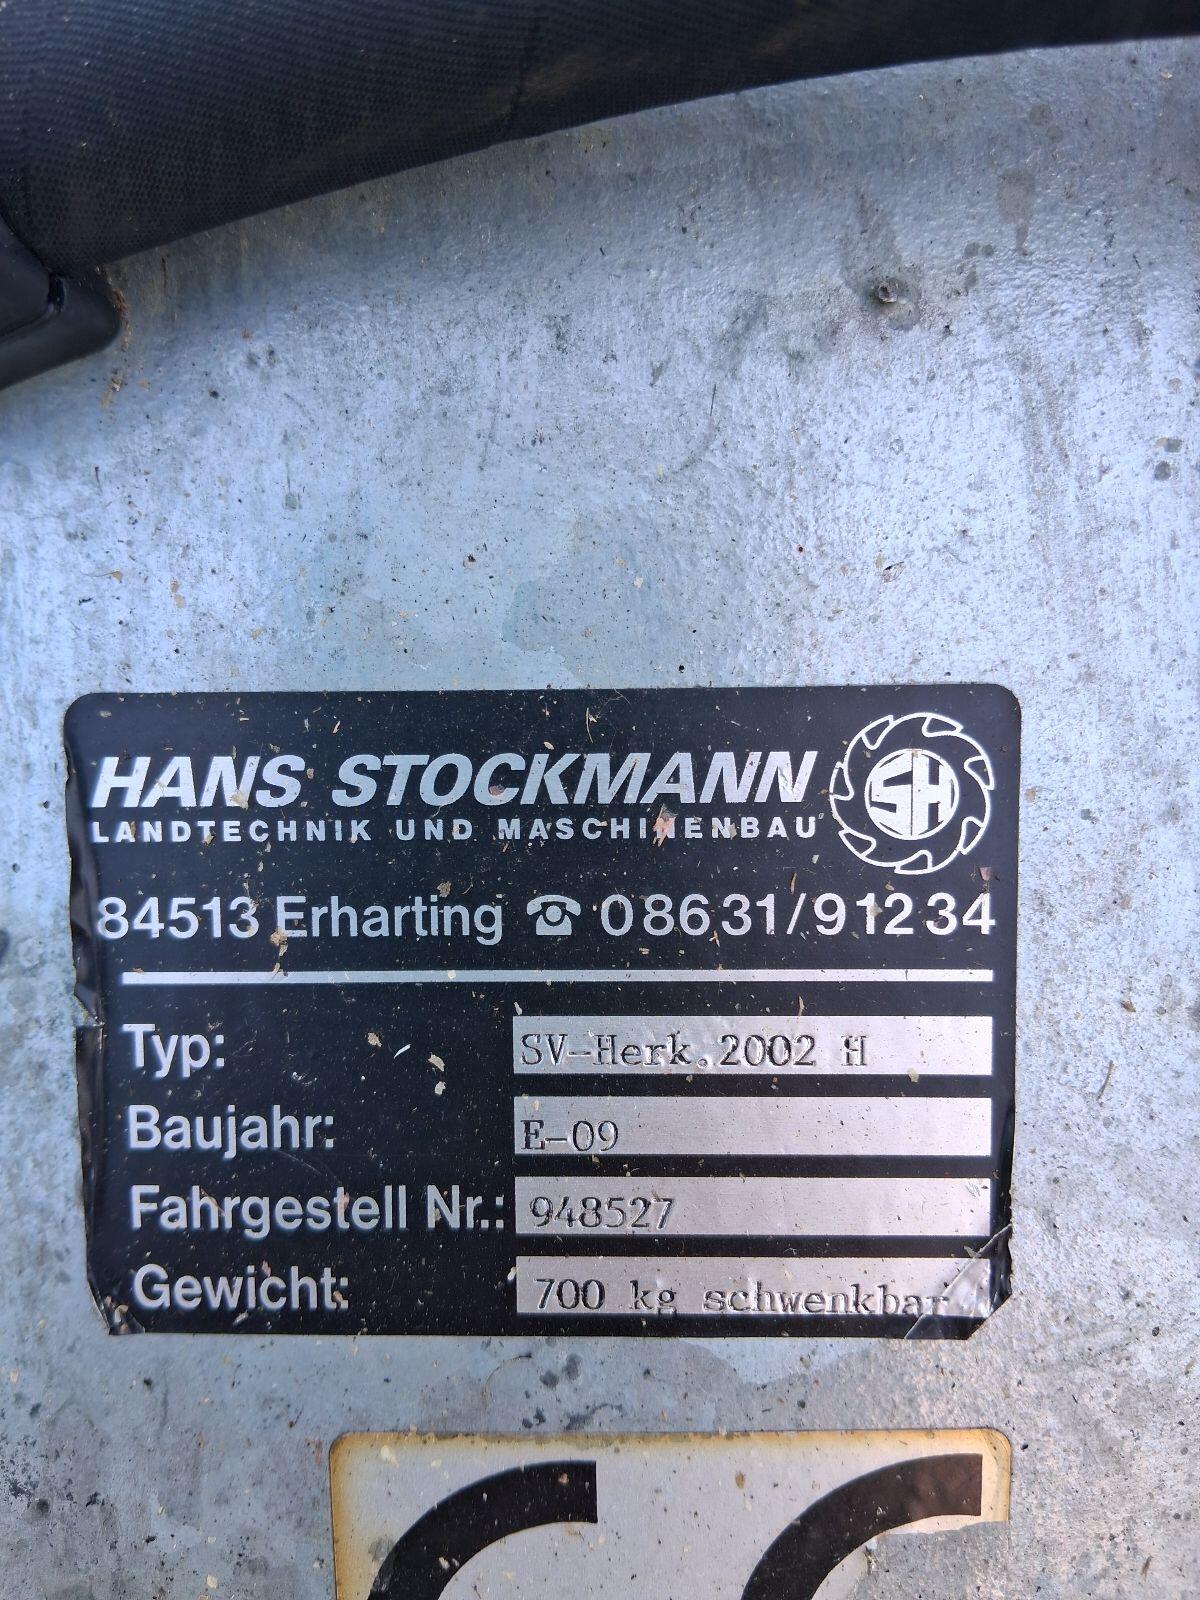 HANS STOCKMANN
LANDTECHNIK UND MASCHINENBAU
SH
84513 Erharting ☎ 08631/91234
Typ: SV-Herk.2002 H
Baujahr: E-09
Fahrgestell Nr.: 948527
Gewicht: 700 kg schwenkbar